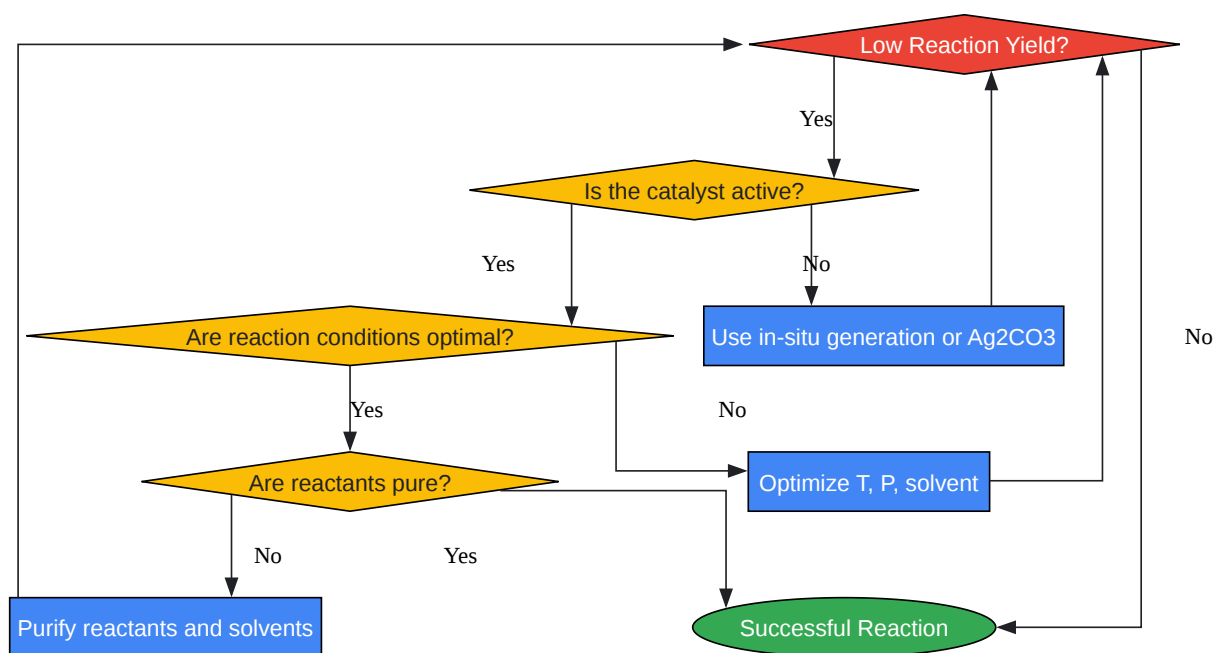 Low Reaction Yield?
Yes
Is the catalyst active?
Yes
No
Are reaction conditions optimal?
Use in-situ generation or Ag2CO3
No
Yes
No
Are reactants pure?
Optimize T, P, solvent
No
Yes
Purify reactants and solvents
Successful Reaction